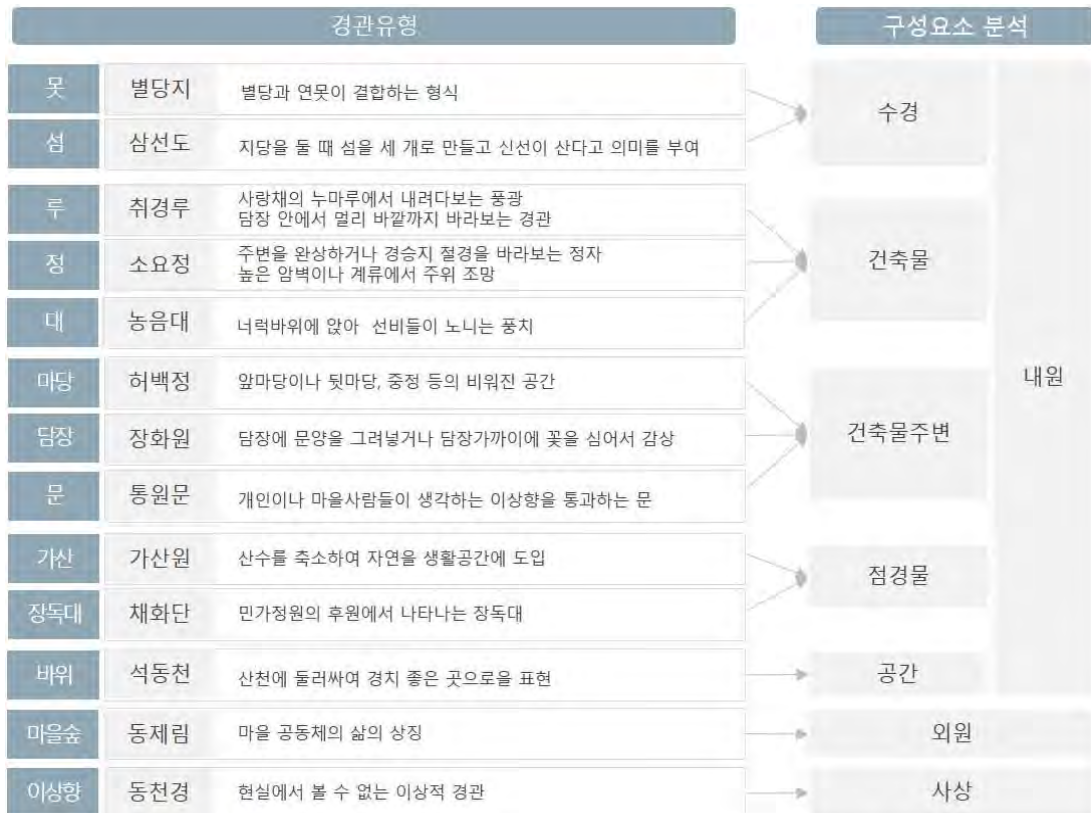 경관유형
구성요소 분석
못
별당지
별당과 연못이 결합하는 형식
섬
삼선도
지당을 둘 때 섬을 세 개로 만들고 신선이 산다고 의미를 부여
수경
루
취경루
사랑채의 누마루에서 내려다보는 풍광
담장 안에서 멀리 바깥까지 바라보는 경관
정
소요정
주변을 완상하거나 경승지 절경을 바라보는 정자
높은 암벽이나 계류에서 주위 조망
대
농음대
너럭바위에 앉아 선비들이 노니는 풍치
건축물
마당
허백정
앞마당이나 뒷마당, 중정 등의 비워진 공간
담장
장화원
담장에 문양을 그려넣거나 담장가까이에 꽃을 심어서 감상
문
통원문
개인이나 마을사람들이 생각하는 이상향을 통과하는 문
건축물주변
가산
가산원
산수를 축소하여 자연을 생활공간에 도입
장독대
채화단
민가정원의 후원에서 나타나는 장독대
점경물
바위
석동천
산천에 둘러싸여 경치 좋은 곳으로을 표현
공간
내원
마을숲
동제림
마을 공동체의 삶의 상징
외원
이상향
동천경
현실에서 볼 수 없는 이상적 경관
사상